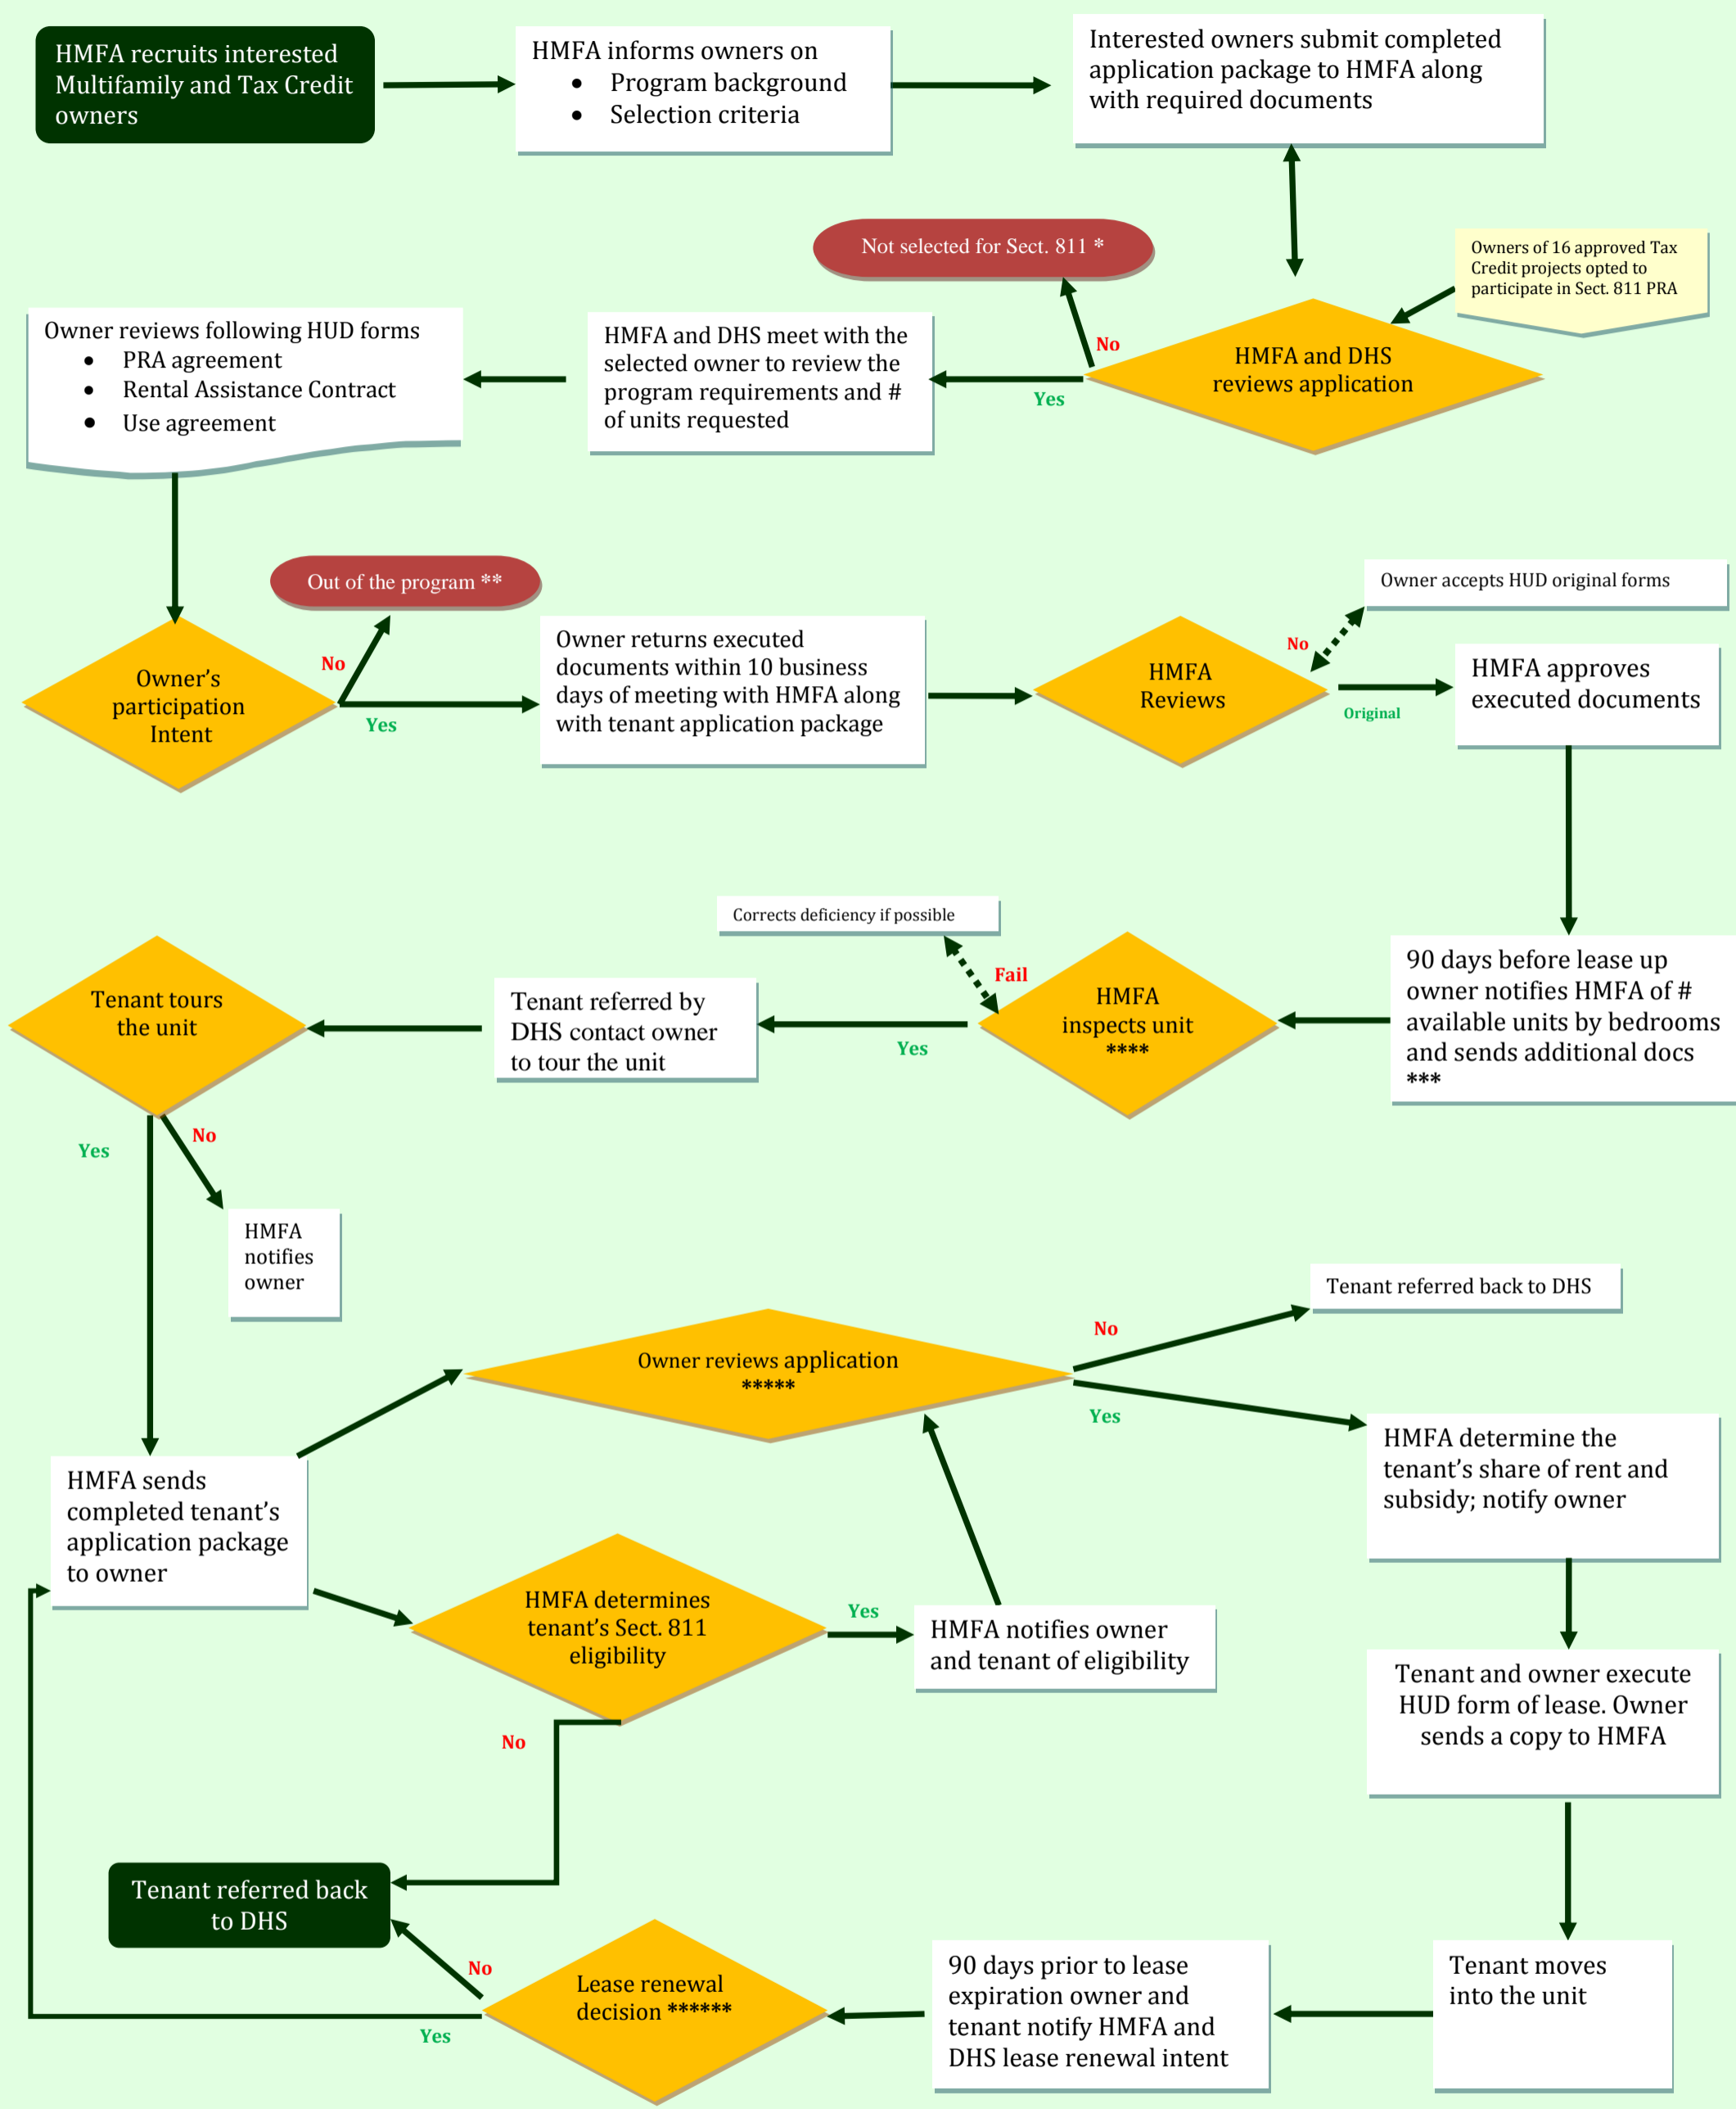 HMFA recruits interested
Multifamily and Tax Credit
owners
HMFA informs owners on
• Program background
• Selection criteria
Interested owners submit completed
application package to HMFA along
with required documents
Not selected for Sect. 811 *
Owners of 16 approved Tax
Credit projects opted to
participate in Sect. 811 PRA
Owner reviews following HUD forms
• PRA agreement
• Rental Assistance Contract
• Use agreement
HMFA and DHS meet with the
selected owner to review the
program requirements and #
of units requested
No
Yes
HMFA and DHS
reviews application
Out of the program **
Owner accepts HUD original forms
Owner's
participation
Intent
No
Yes
Owner returns executed
documents within 10 business
days of meeting with HMFA along
with tenant application package
HMFA
Reviews
No
Original
HMFA approves
executed documents
Corrects deficiency if possible
Tenant tours
the unit
Tenant referred by
DHS contact owner
to tour the unit
Fail
Yes
HMFA
inspects unit
****
90 days before lease up
owner notifies HMFA of #
available units by bedrooms
and sends additional docs
***
Yes
No
HMFA
notifies
owner
Tenant referred back to DHS
Owner reviews application
*****
No
Yes
HMFA determine the
tenant's share of rent and
subsidy; notify owner
HMFA sends
completed tenant's
application package
to owner
HMFA determines
tenant's Sect. 811
eligibility
Yes
HMFA notifies owner
and tenant of eligibility
Tenant and owner execute
HUD form of lease. Owner
sends a copy to HMFA
No
Tenant referred back
to DHS
No
Yes
Lease renewal
decision ******
90 days prior to lease
expiration owner and
tenant notify HMFA and
DHS lease renewal intent
Tenant moves
into the unit